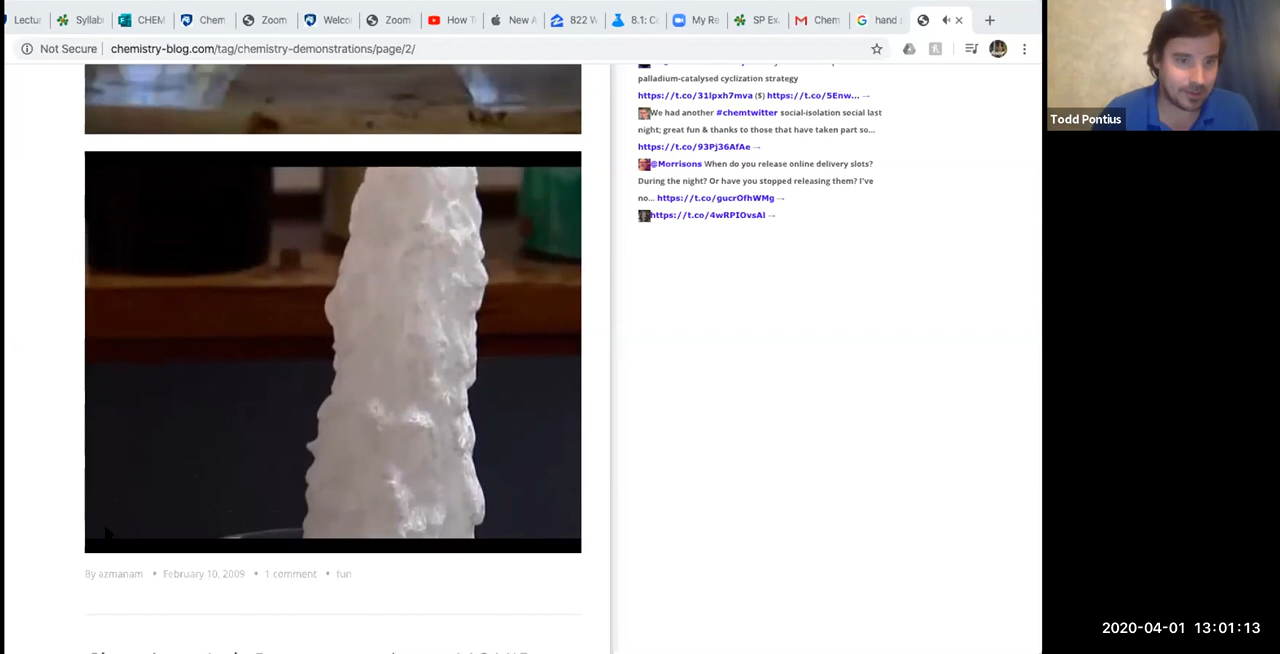 Lectur
Syllab
CHEM
Chem
Zoom
Welco
Zoom
How T
New A
822 W
8.1: C
My Re
SP Ex
Chem
hand
Not Secure
chemistry-blog.com/tag/chemistry-demonstrations/page/2/
palladium-catalysed cyclization strategy
https://t.co/31lpxh7mva ($) https://t.co/5Enw... →
We had another #chemtwitter social-isolation social last
night; great fun & thanks to those that have taken part so...
https://t.co/93Pj36AfAe →
@Morrisons When do you release online delivery slots?
During the night? Or have you stopped releasing them? I've
no... https://t.co/gucrOfhWMg →
https://t.co/4wRPIOvsAl →
By azmanam • February 10, 2009 • 1 comment • fun
Todd Pontius
2020-04-01 13:01:13